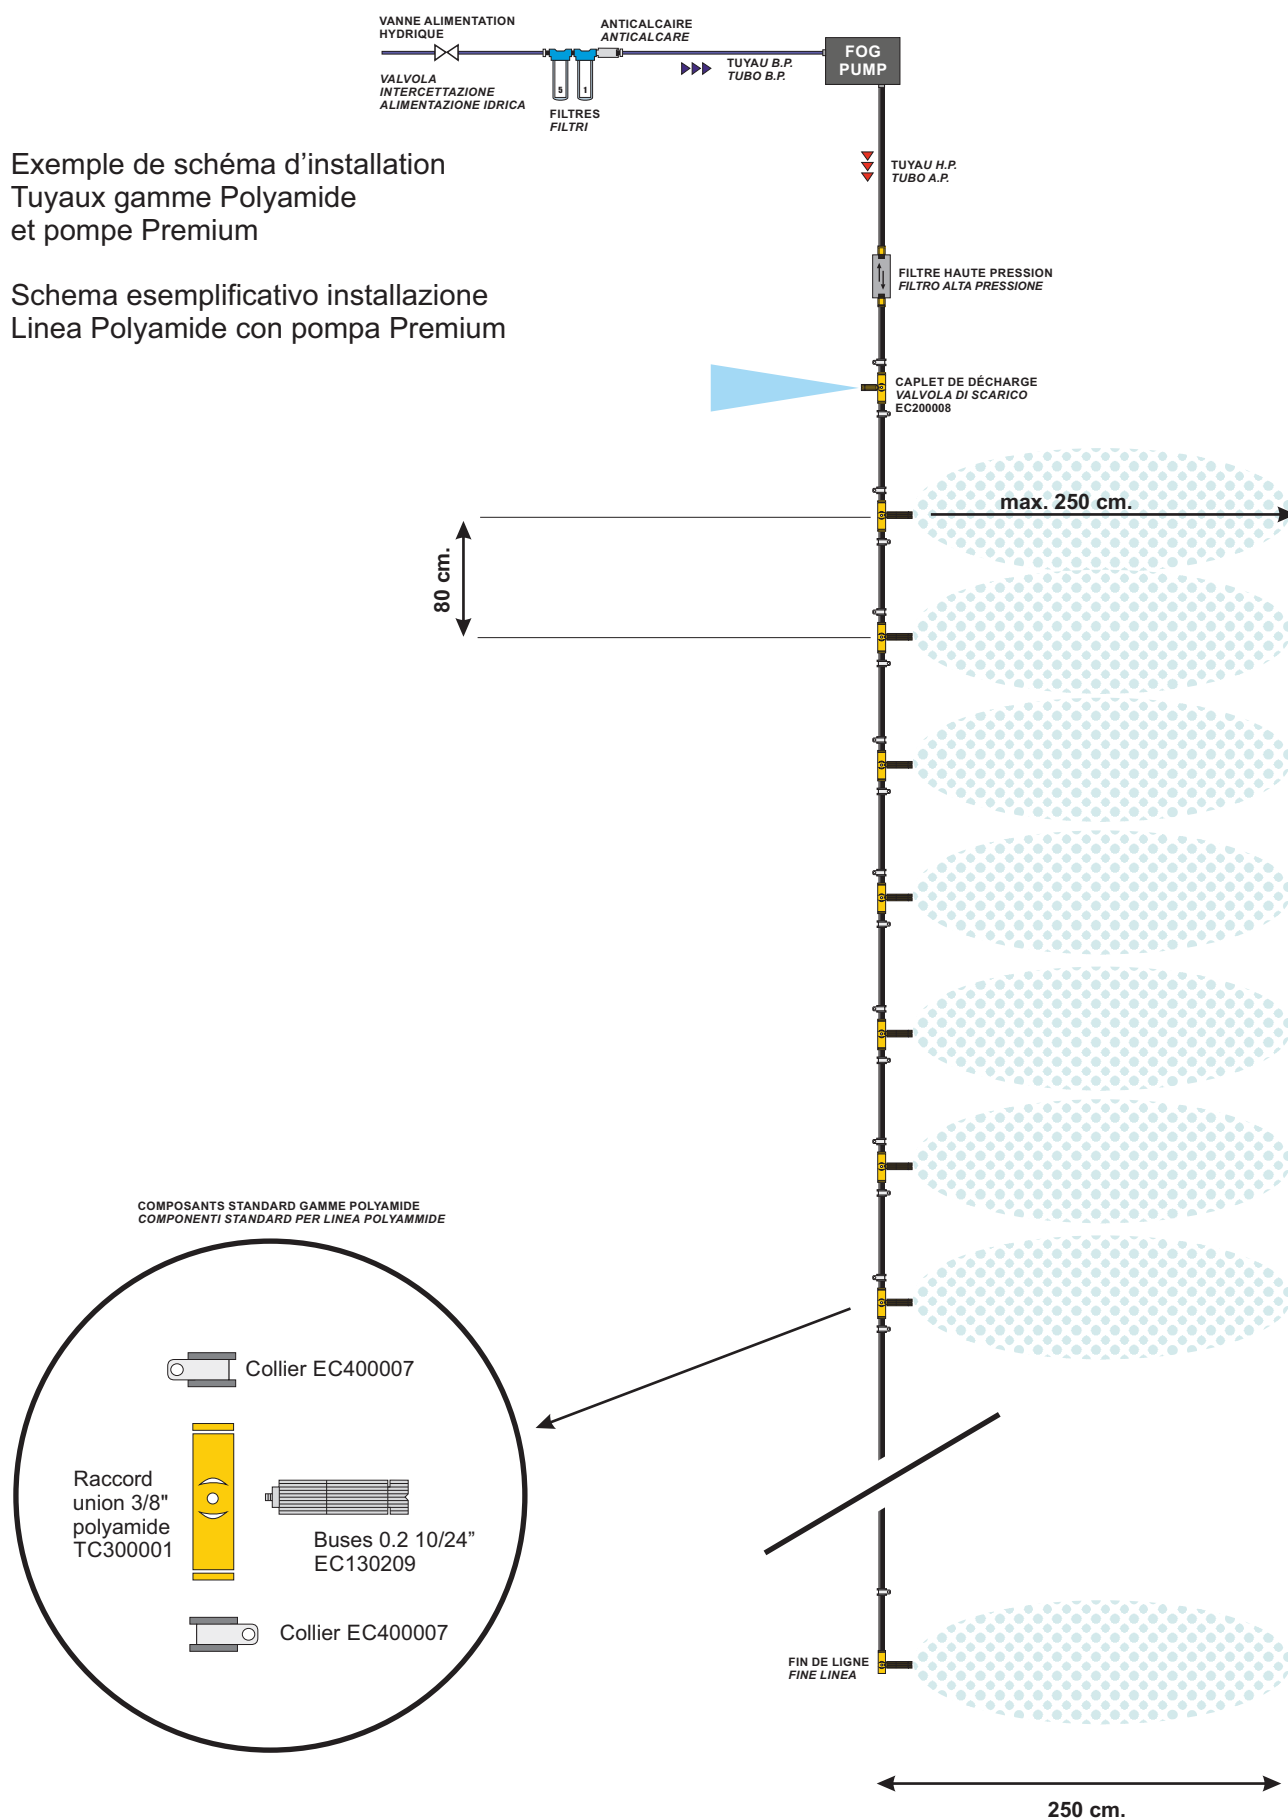 VANNE ALIMENTATION
HYDRIQUE
VALVOLA
INTERCETTAZIONE
ALIMENTAZIONE IDRICA
5
1
FILTRES
FILTRI
ANTICALCAIRE
ANTICALCARE
TUYAU B.P.
TUBO B.P.
FOG
PUMP
TUYAU H.P.
TUBO A.P.
Exemple de schéma d’installation
Tuyaux gamme Polyamide
et pompe Premium
Schema esemplificativo installazione
Linea Polyamide con pompa Premium
FILTRE HAUTE PRESSION
FILTRO ALTA PRESSIONE
CAPLET DE DÉCHARGE
VALVOLA DI SCARICO
EC200008
max. 250 cm.
80 cm.
COMPOSANTS STANDARD GAMME POLYAMIDE
COMPONENTI STANDARD PER LINEA POLYAMMIDE
Collier EC400007
Raccord
union 3/8"
polyamide
TC300001
Buses 0.2 10/24”
EC130209
Collier EC400007
FIN DE LIGNE
FINE LINEA
250 cm.